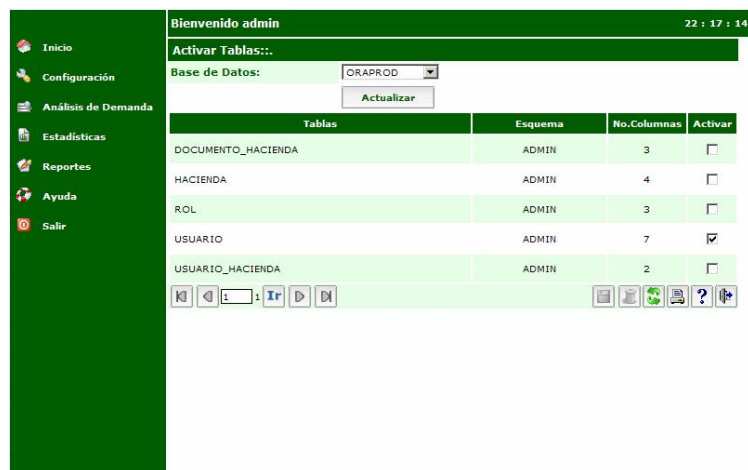 Bienvenido admin 22 : 17 : 14
Inicio
Configuración
Análisis de Demanda
Estadísticas
Reportes
Ayuda
Salir
Activar Tablas::.
Base de Datos: ORAPROD
Actualizar
Tablas Esquema No.Columnas Activar
DOCUMENTO_HACIENDA ADMIN 3
HACIENDA ADMIN 4
ROL ADMIN 3
USUARIO ADMIN 7
USUARIO_HACIENDA ADMIN 2
1 1 Ir ?